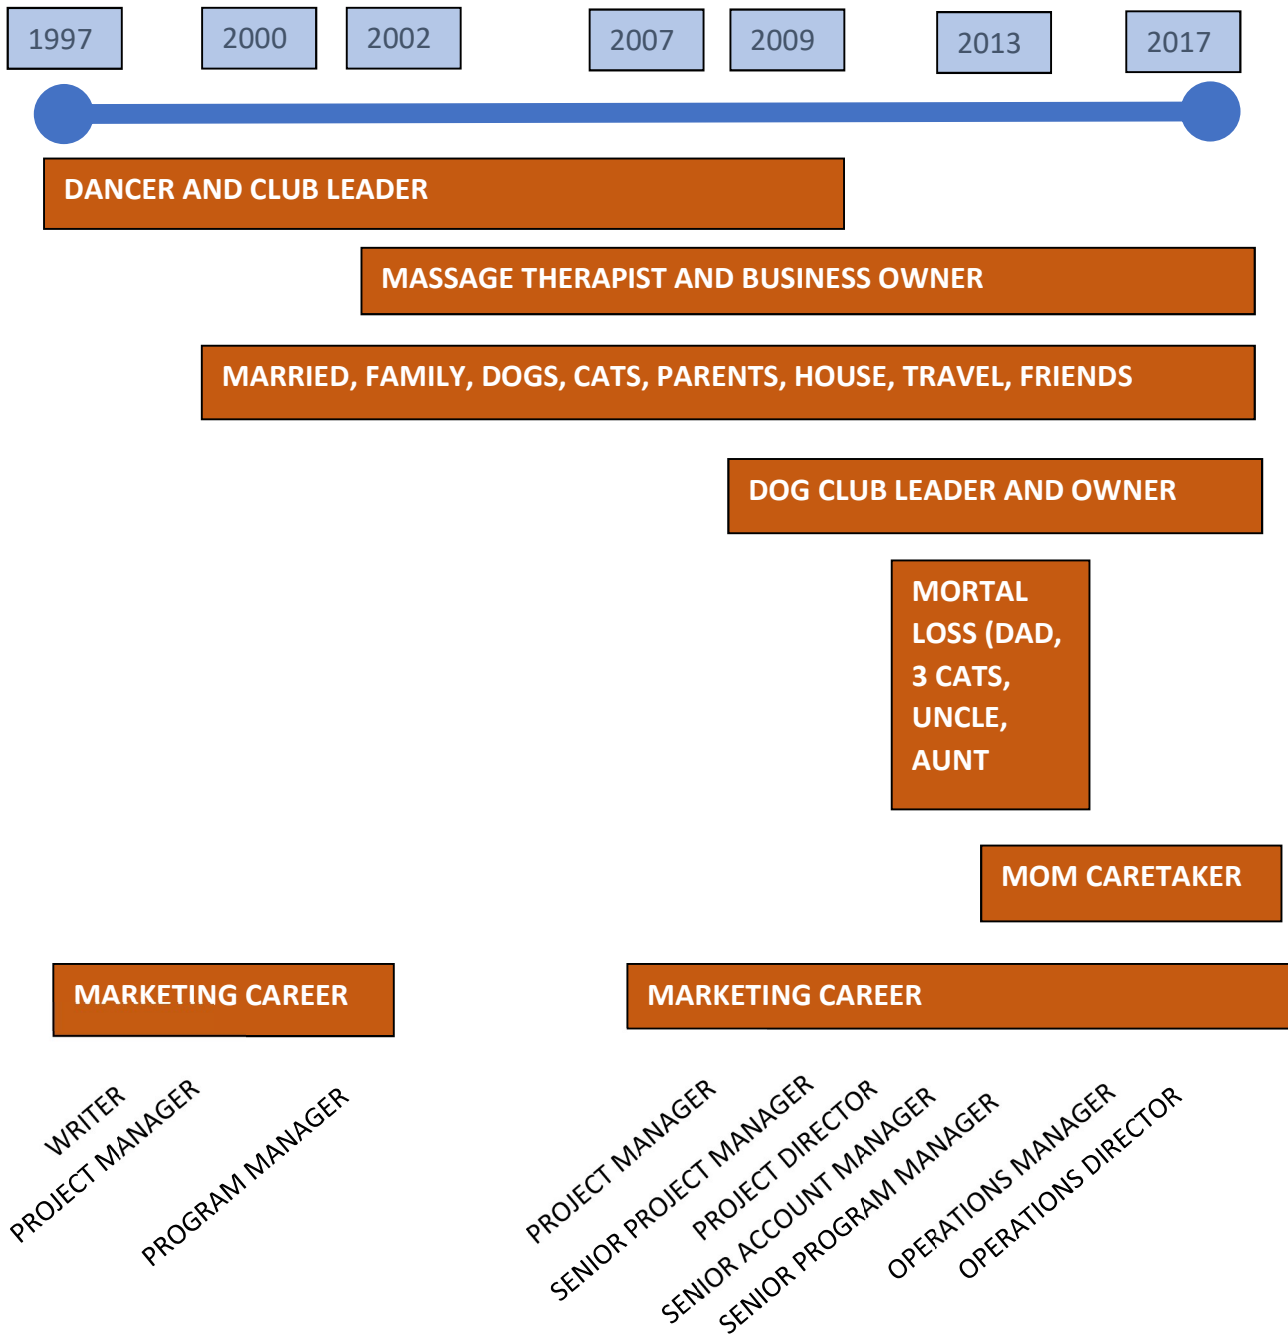 1997
2000
2002
2007
2009
2013
2017
DANCER AND CLUB LEADER
MASSAGE THERAPIST AND BUSINESS OWNER
MARRIED, FAMILY, DOGS, CATS, PARENTS, HOUSE, TRAVEL, FRIENDS
DOG CLUB LEADER AND OWNER
MORTAL
LOSS (DAD,
3 CATS,
UNCLE,
AUNT
MOM CARETAKER
MARKETING CAREER
MARKETING CAREER
WRITER
PROJECT MANAGER
PROGRAM MANAGER
PROJECT MANAGER
SENIOR PROJECT MANAGER
PROJECT DIRECTOR
SENIOR ACCOUNT MANAGER
SENIOR PROGRAM MANAGER
OPERATIONS MANAGER
OPERATIONS DIRECTOR